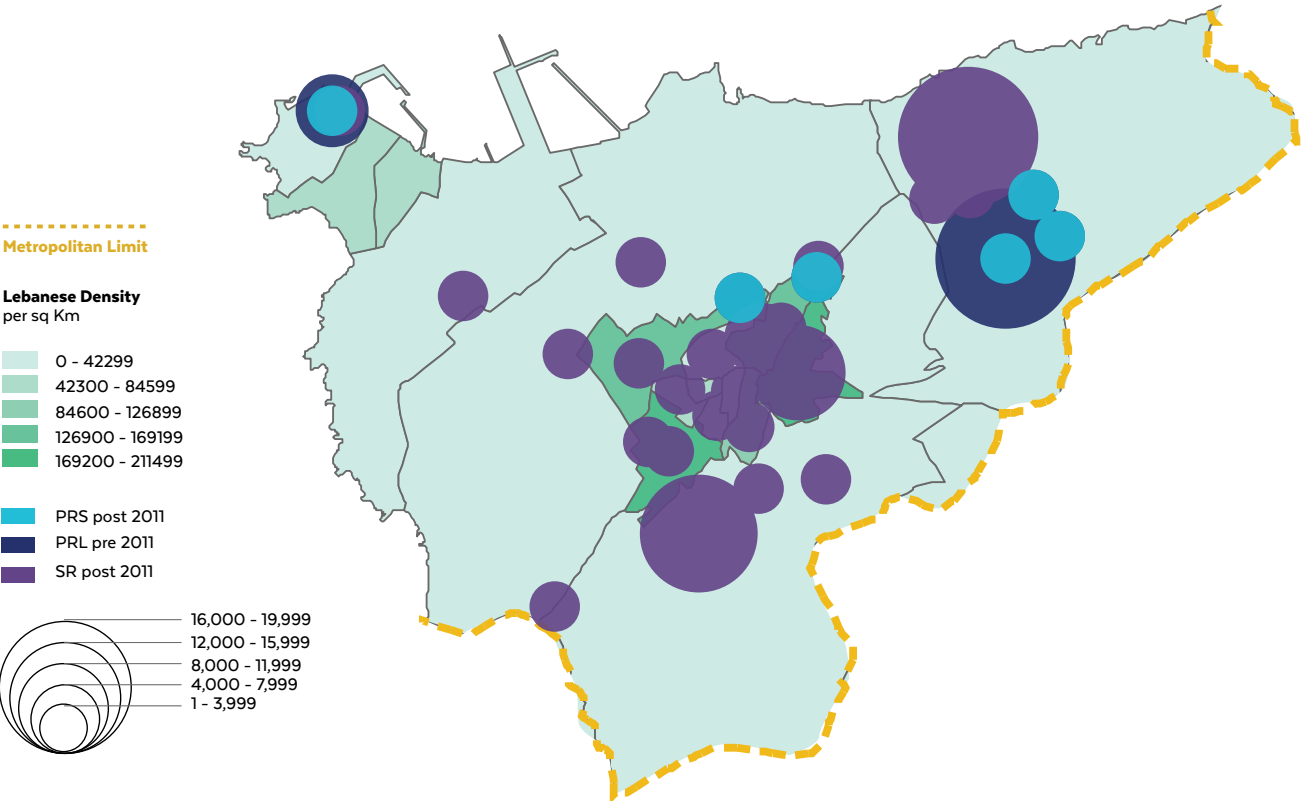 Metropolitan Limit
Lebanese Density
per sq Km
0 - 42299
42300 - 84599
84600 - 126899
126900 - 169199
169200 - 211499
PRS post 2011
PRL pre 2011
SR post 2011
16,000 - 19,999
12,000 - 15,999
8,000 - 11,999
4,000 - 7,999
1 - 3,999